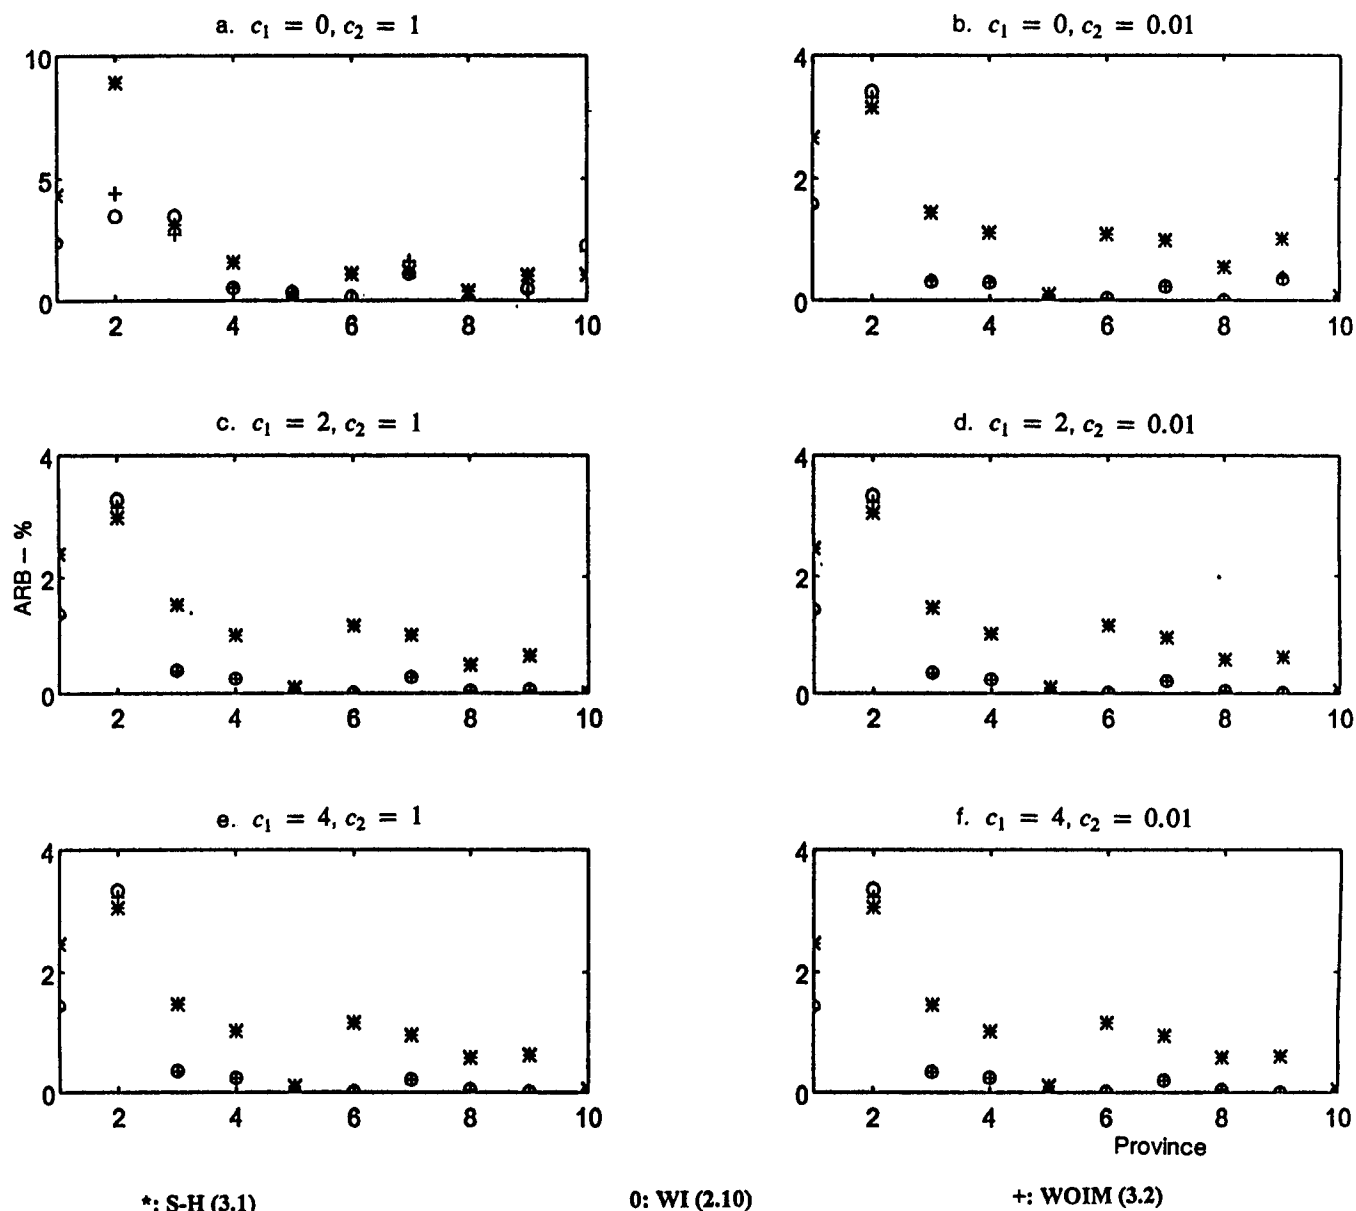 a. c₁ = 0, c₂ = 1
10
5
0
2 4 6 8 10
b. c₁ = 0, c₂ = 0.01
4
2
0
2 4 6 8 10
c. c₁ = 2, c₂ = 1
ARB – %
4
2
0
2 4 6 8 10
d. c₁ = 2, c₂ = 0.01
4
2
0
2 4 6 8 10
e. c₁ = 4, c₂ = 1
4
2
0
2 4 6 8 10
f. c₁ = 4, c₂ = 0.01
4
2
0
2 4 6 8 10
Province
*: S-H (3.1) 0: WI (2.10) +: WOIM (3.2)